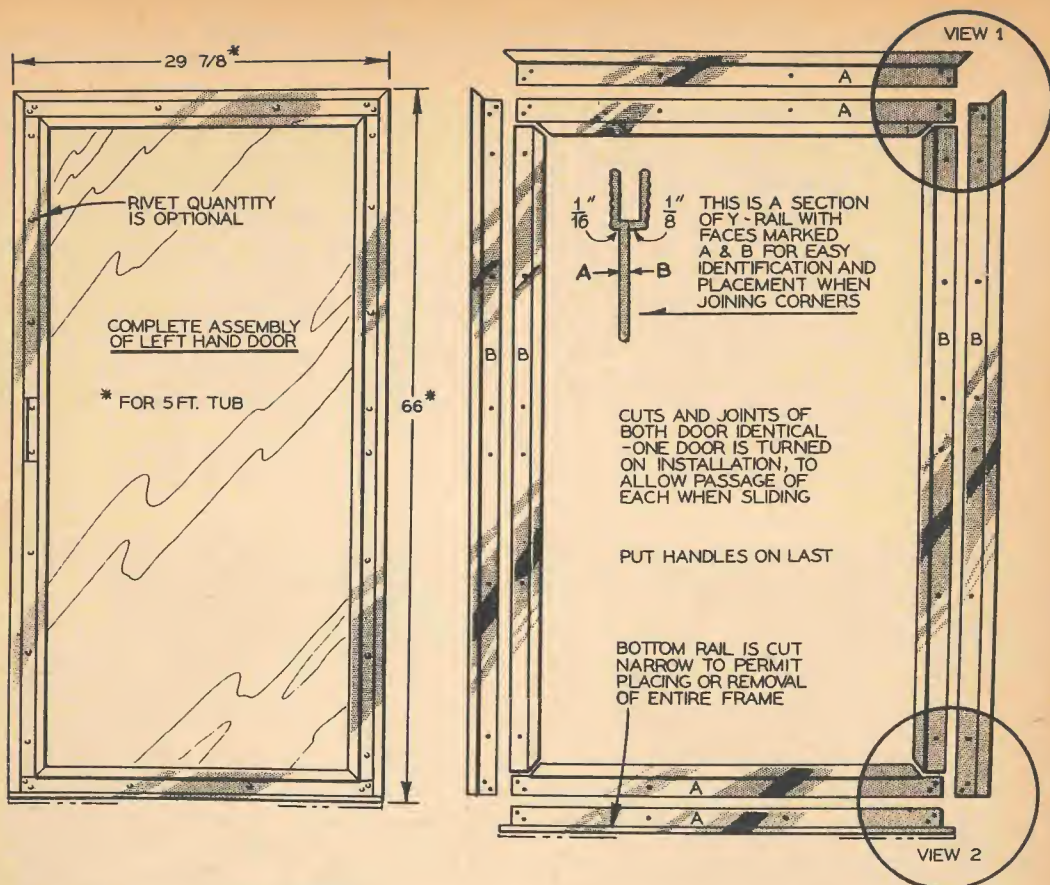 29 7/8*
RIVET QUANTITY
IS OPTIONAL
COMPLETE ASSEMBLY
OF LEFT HAND DOOR
* FOR 5 FT. TUB
66*
VIEW 1
A
A
1/16"
1/8"
A
B
THIS IS A SECTION
OF Y-RAIL WITH
FACES MARKED
A & B FOR EASY
IDENTIFICATION AND
PLACEMENT WHEN
JOINING CORNERS
B
B
B
B
CUTS AND JOINTS OF
BOTH DOOR IDENTICAL
-ONE DOOR IS TURNED
ON INSTALLATION, TO
ALLOW PASSAGE OF
EACH WHEN SLIDING
PUT HANDLES ON LAST
BOTTOM RAIL IS CUT
NARROW TO PERMIT
PLACING OR REMOVAL
OF ENTIRE FRAME
A
A
VIEW 2